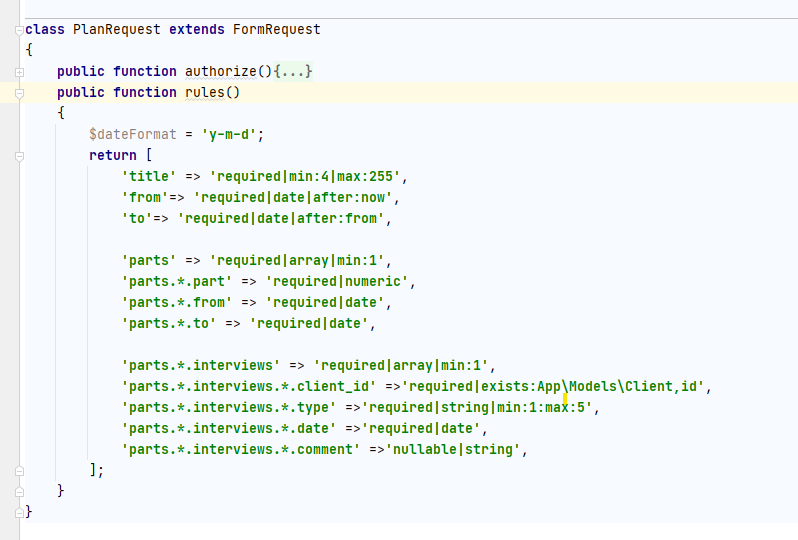 class PlanRequest extends FormRequest
{
    public function authorize(){...}
    public function rules()
    {
        $dateFormat = 'y-m-d';
        return [
            'title' => 'required|min:4|max:255',
            'from'=> 'required|date|after:now',
            'to'=> 'required|date|after:from',

            'parts' => 'required|array|min:1',
            'parts.*.part' => 'required|numeric',
            'parts.*.from' => 'required|date',
            'parts.*.to' => 'required|date',

            'parts.*.interviews' => 'required|array|min:1',
            'parts.*.interviews.*.client_id' =>'required|exists:App\Models\Client,id',
            'parts.*.interviews.*.type' =>'required|string|min:1:max:5',
            'parts.*.interviews.*.date' =>'required|date',
            'parts.*.interviews.*.comment' =>'nullable|string',
        ];
    }
}